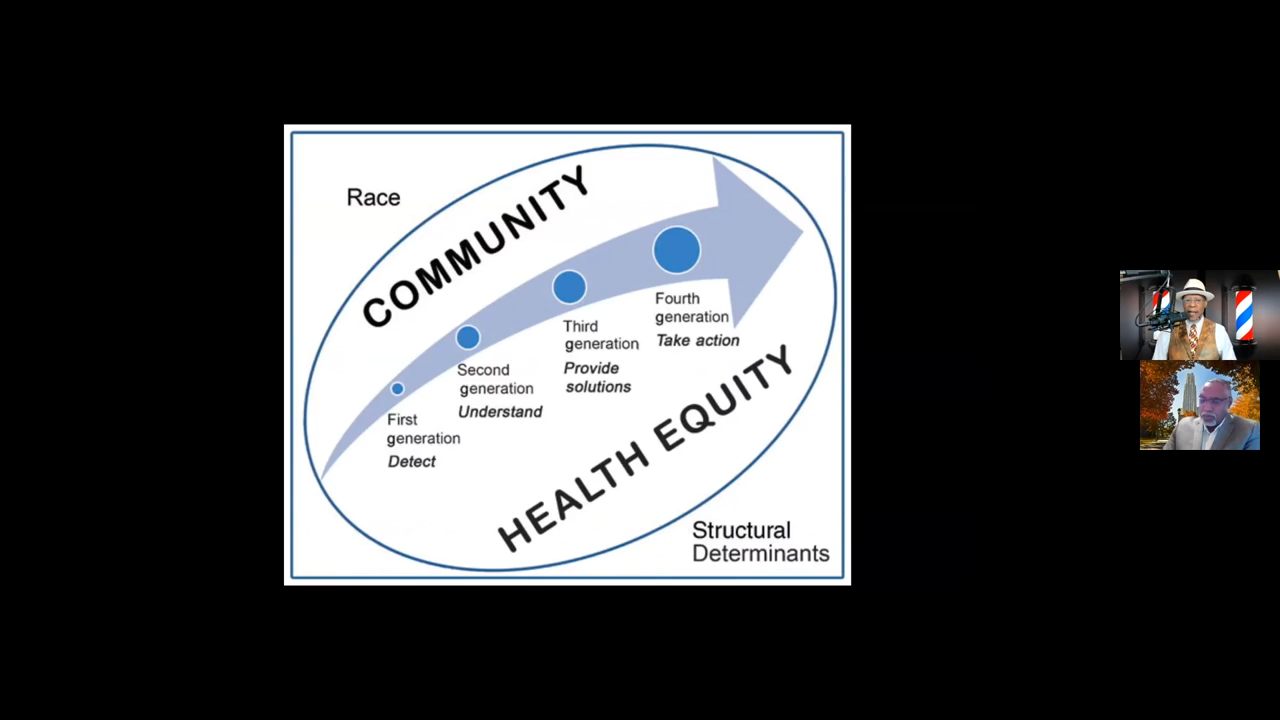 Race
COMMUNITY
First
generation
Detect
Second
generation
Understand
Third
generation
Provide
solutions
Fourth
generation
Take action
HEALTH EQUITY
Structural
Determinants